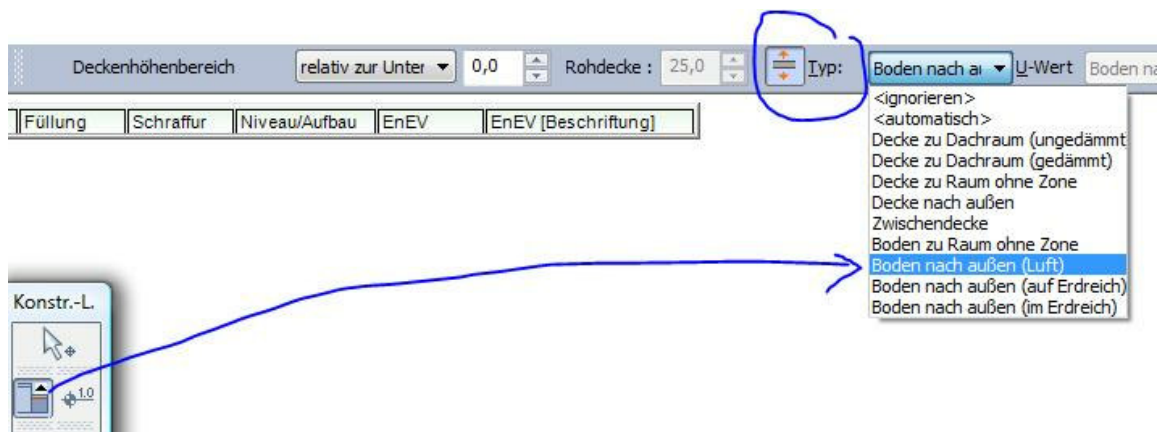 Deckenhöhenbereich relativ zur Unter 0,0 Rohdecke : 25,0 Typ: Boden nach a U-Wert Boden na
Füllung Schraffur Niveau/Aufbau EnEV EnEV [Beschriftung]
<ignorieren>
<automatisch>
Decke zu Dachraum (ungedämmt
Decke zu Dachraum (gedämmt)
Decke zu Raum ohne Zone
Decke nach außen
Zwischendecke
Boden zu Raum ohne Zone
Boden nach außen (Luft)
Boden nach außen (auf Erdreich)
Boden nach außen (im Erdreich)
Konstr.-L.
1.0